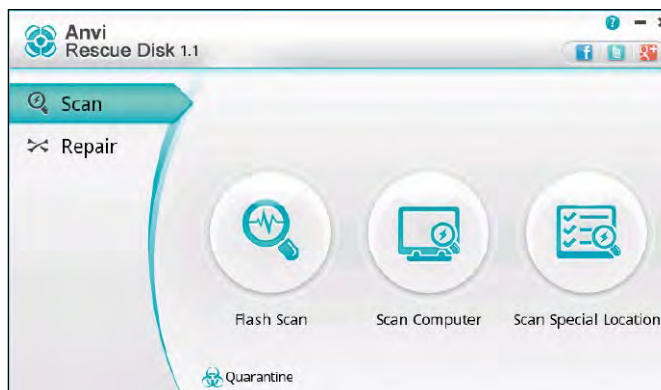 Anvi
Rescue Disk 1.1
Scan
Repair
Flash Scan
Scan Computer
Scan Special Location
Quarantine